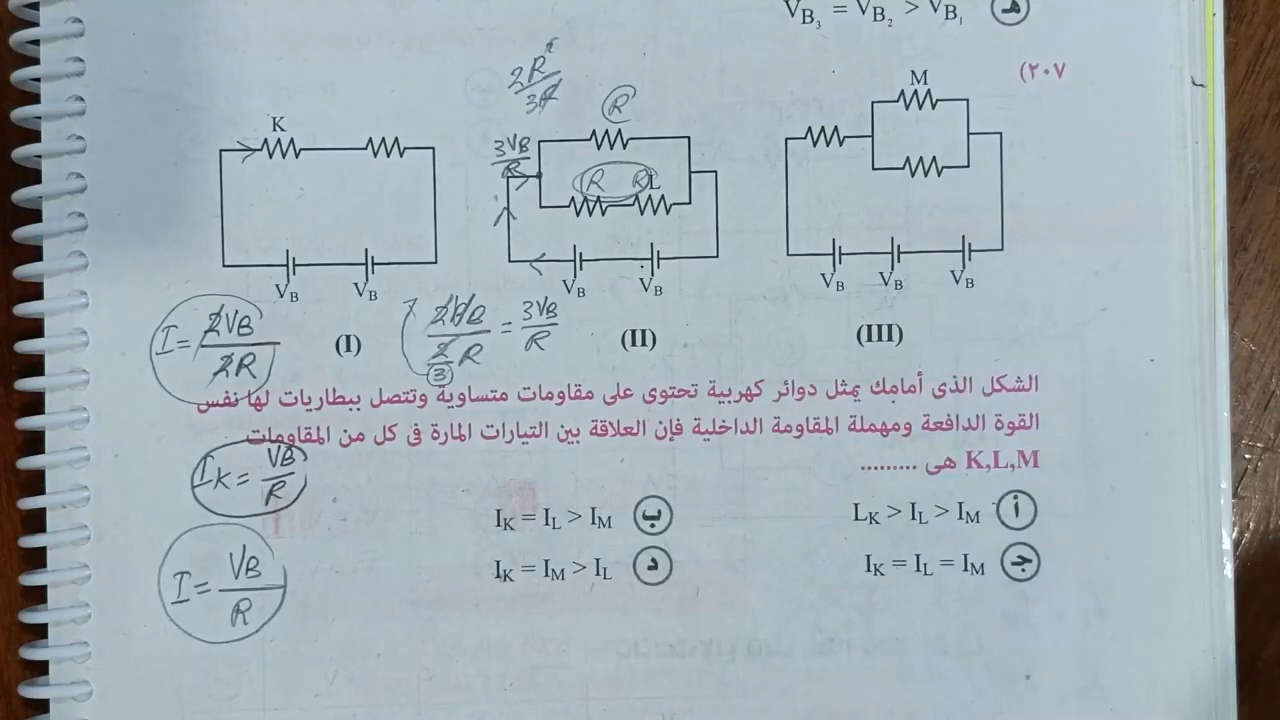 V_B₃ = V_B₂ > V_B₁ هـ
٢٠٧)
K
V_B V_B
(I)
2R²
3R
R
3VB
R
R R L
V_B V_B
(II)
M
V_B V_B V_B
(III)
I = 2VB / 2R
2VB / (2/3) R = 3VB / R
الشكل الذى أمامك يمثل دوائر كهربية تحتوى على مقاومات متساوية وتتصل ببطاريات لها نفس
القوة الدافعة ومهملة المقاومة الداخلية فإن العلاقة بين التيارات المارة فى كل من المقاومات
K,L,M هى .........
I_K = VB / R
أ L_K > I_L > I_M
ب I_K = I_L > I_M
جـ I_K = I_L = I_M
د I_K = I_M > I_L
I = VB / R